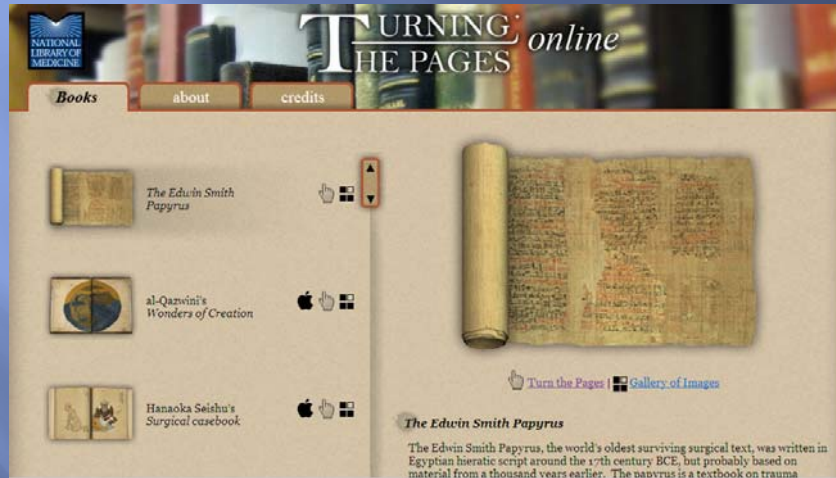 NATIONAL
LIBRARY OF
MEDICINE
TURNING
THE PAGES online
Books
about
credits
The Edwin Smith
Papyrus
al-Qazwini's
Wonders of Creation
Hanaoka Seishu's
Surgical casebook
Turn the Pages | Gallery of Images
The Edwin Smith Papyrus
The Edwin Smith Papyrus, the world's oldest surviving surgical text, was written in
Egyptian hieratic script around the 17th century BCE, but probably based on
material from a thousand years earlier. The papyrus is a textbook on trauma